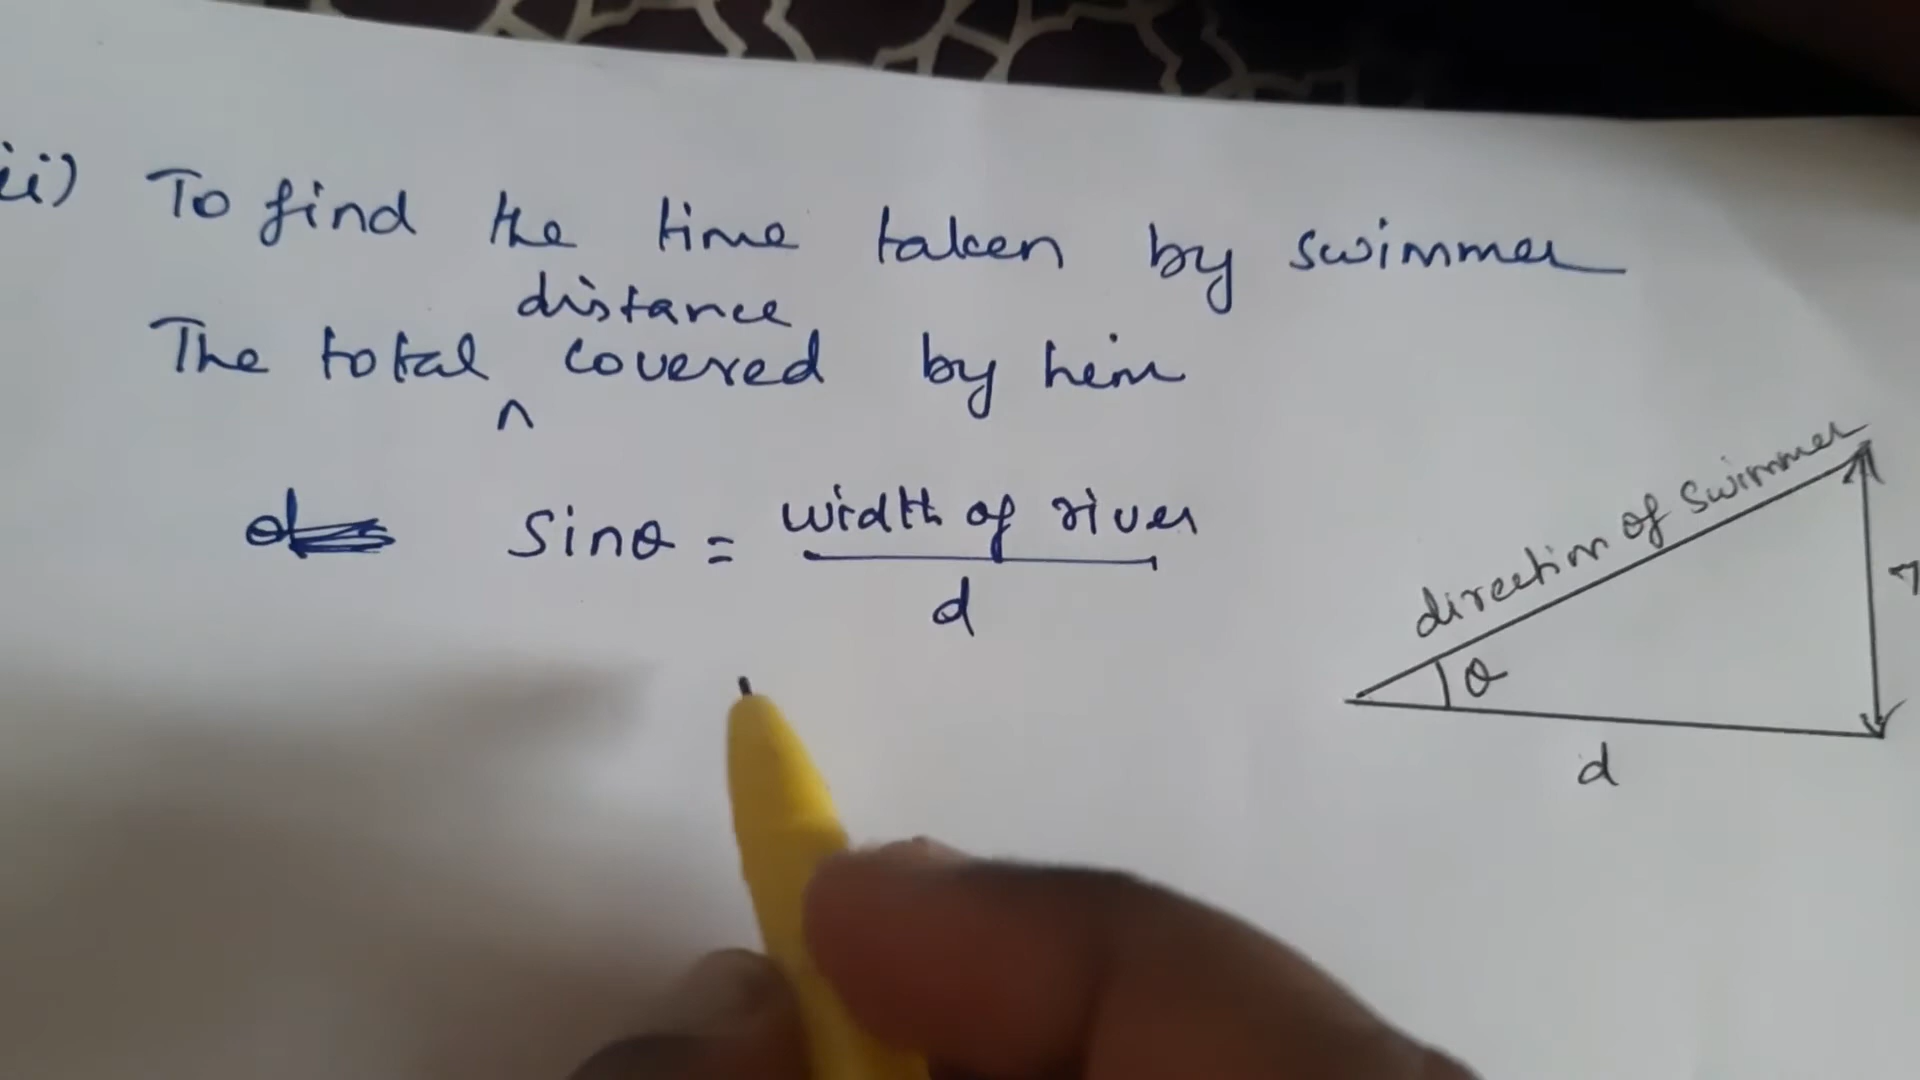 ii) To find the time taken by swimmer
distance
The total ^ covered by him
d
Sinθ = width of river
d
direction of swimmer
θ
d